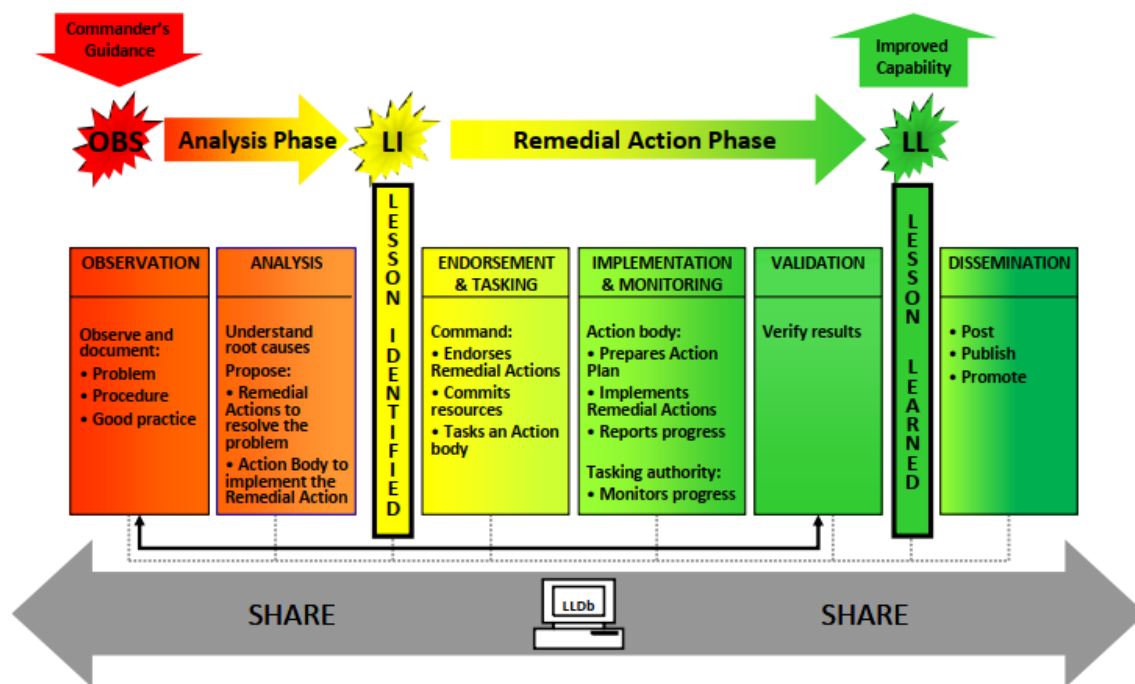 Commander's
Guidance
Improved
Capability
OBS
Analysis Phase
LI
Remedial Action Phase
LL
OBSERVATION
Observe and
document:
• Problem
• Procedure
• Good practice
ANALYSIS
Understand
root causes
Propose:
• Remedial
Actions to
resolve the
problem
• Action Body to
implement the
Remedial Action
LESSON IDENTIFIED
ENDORSEMENT
& TASKING
Command:
• Endorses
Remedial Actions
• Commits
resources
• Tasks an Action
body
IMPLEMENTATION
& MONITORING
Action body:
• Prepares Action
Plan
• Implements
Remedial Actions
• Reports progress
Tasking authority:
• Monitors progress
VALIDATION
Verify results
LESSON LEARNED
DISSEMINATION
• Post
• Publish
• Promote
SHARE
LLDb
SHARE